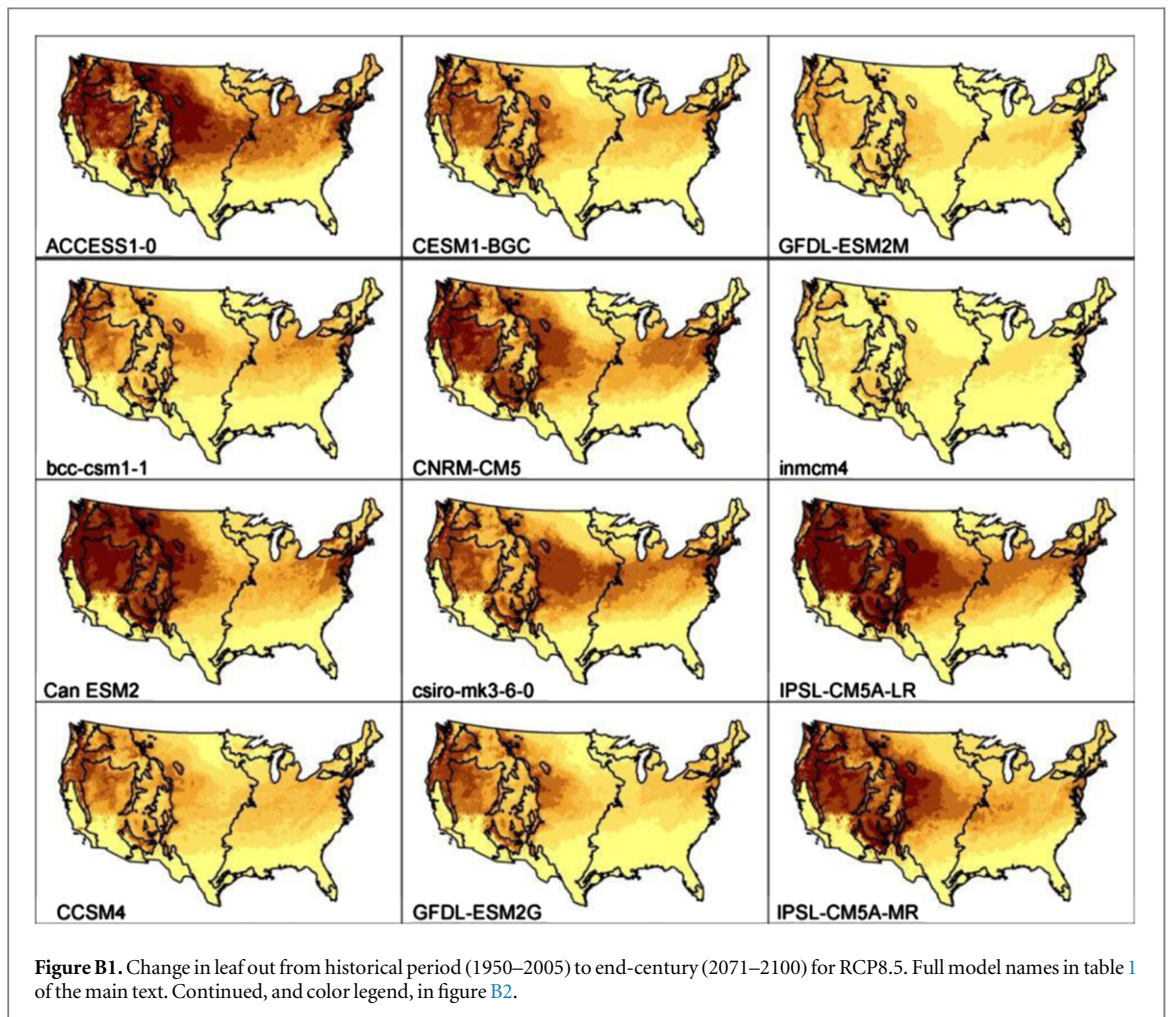 ACCESS1-0
CESM1-BGC
GFDL-ESM2M
bcc-csm1-1
CNRM-CM5
inmcm4
Can ESM2
csiro-mk3-6-0
IPSL-CM5A-LR
CCSM4
GFDL-ESM2G
IPSL-CM5A-MR
Figure B1. Change in leaf out from historical period (1950–2005) to end-century (2071–2100) for RCP8.5. Full model names in table 1
of the main text. Continued, and color legend, in figure B2.